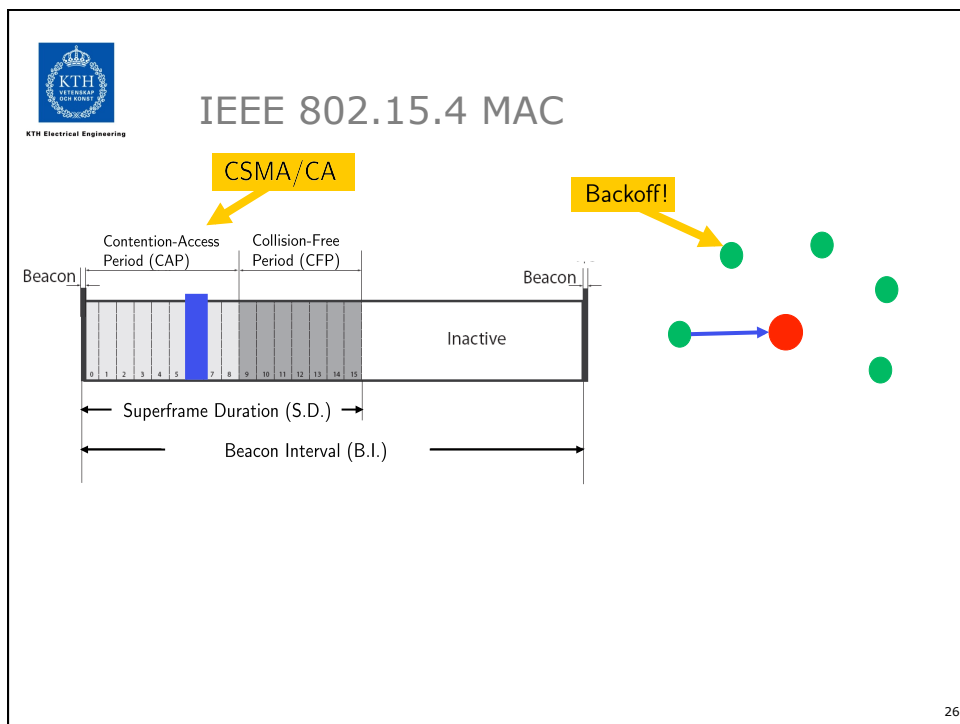 KTH
VETENSKAP
OCH KONST
KTH Electrical Engineering
IEEE 802.15.4 MAC
CSMA/CA
Backoff!
Contention-Access
Period (CAP)
Collision-Free
Period (CFP)
Beacon
Beacon
Inactive
0 1 2 3 4 5 7 8 9 10 11 12 13 14 15
Superframe Duration (S.D.)
Beacon Interval (B.I.)
26